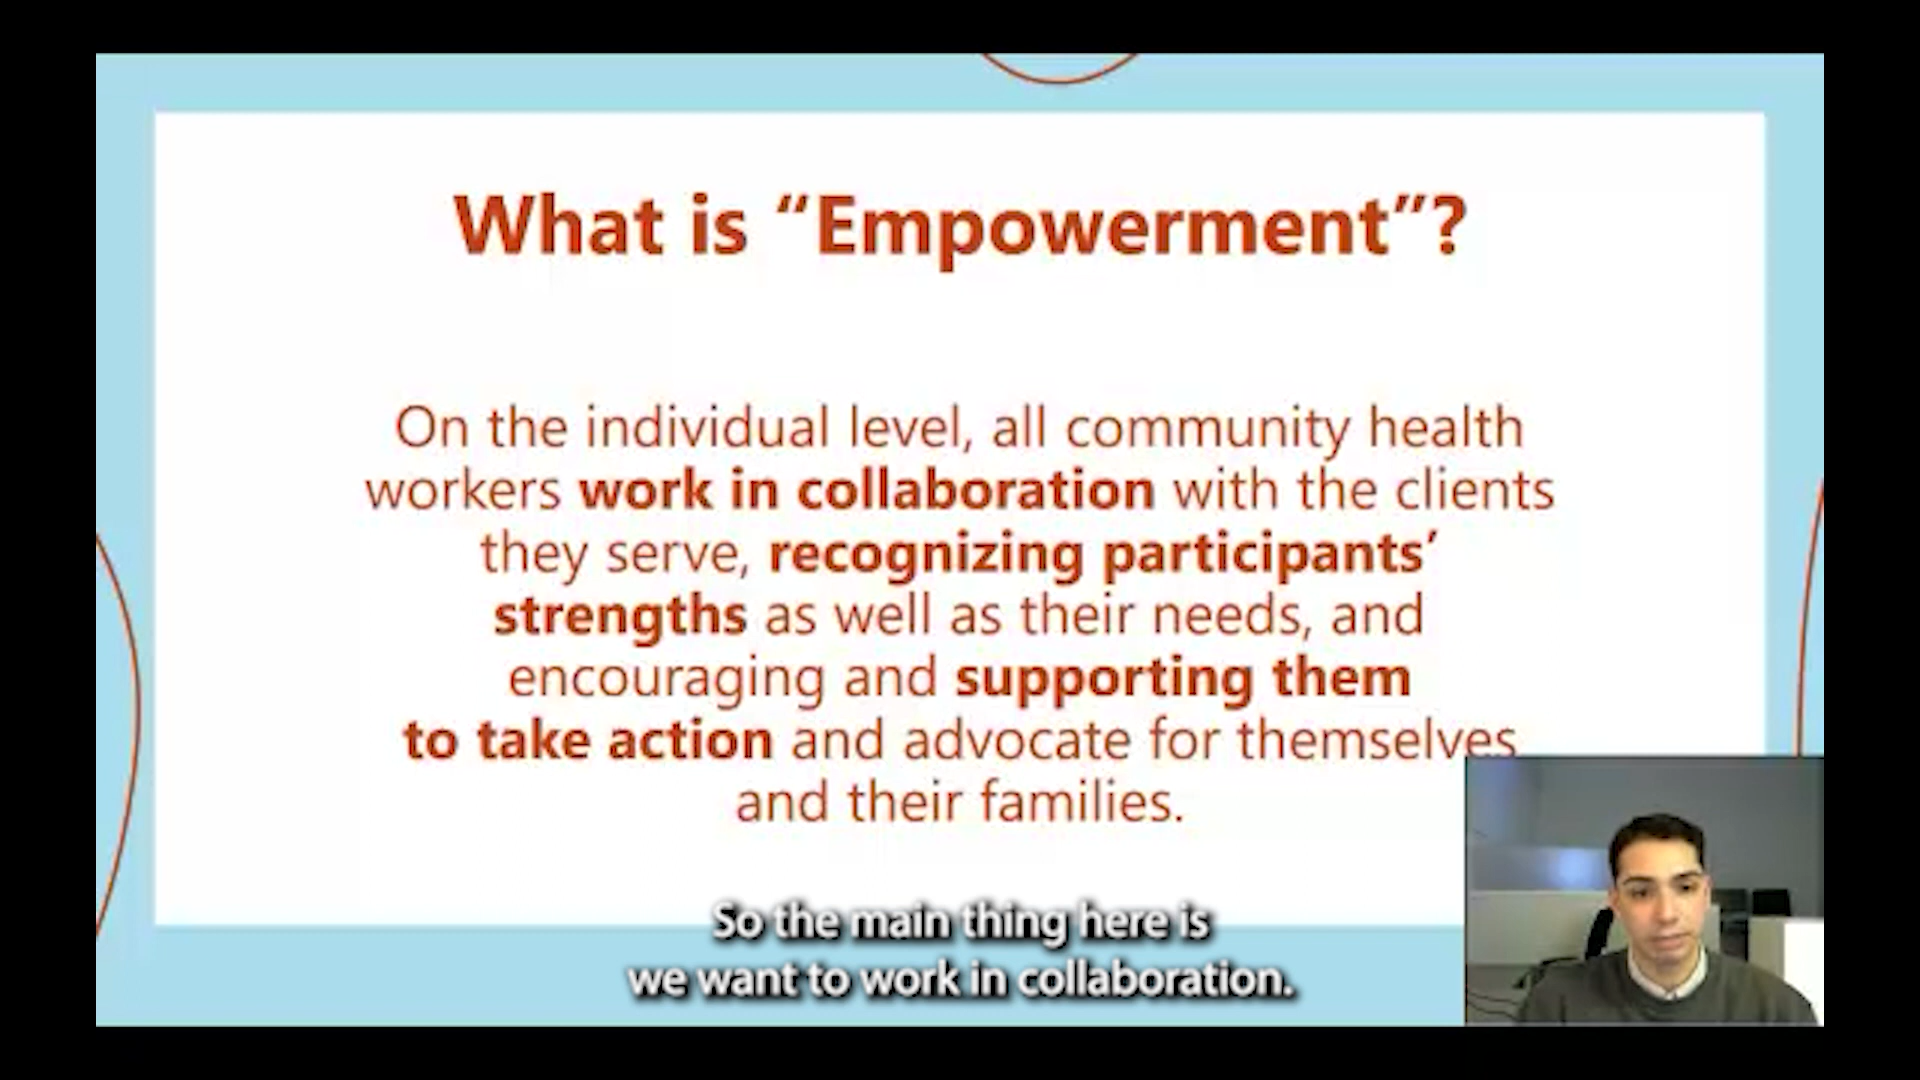 What is “Empowerment”?
On the individual level, all community health
workers work in collaboration with the clients
they serve, recognizing participants’
strengths as well as their needs, and
encouraging and supporting them
to take action and advocate for themselves
and their families.
So the main thing here is
we want to work in collaboration.